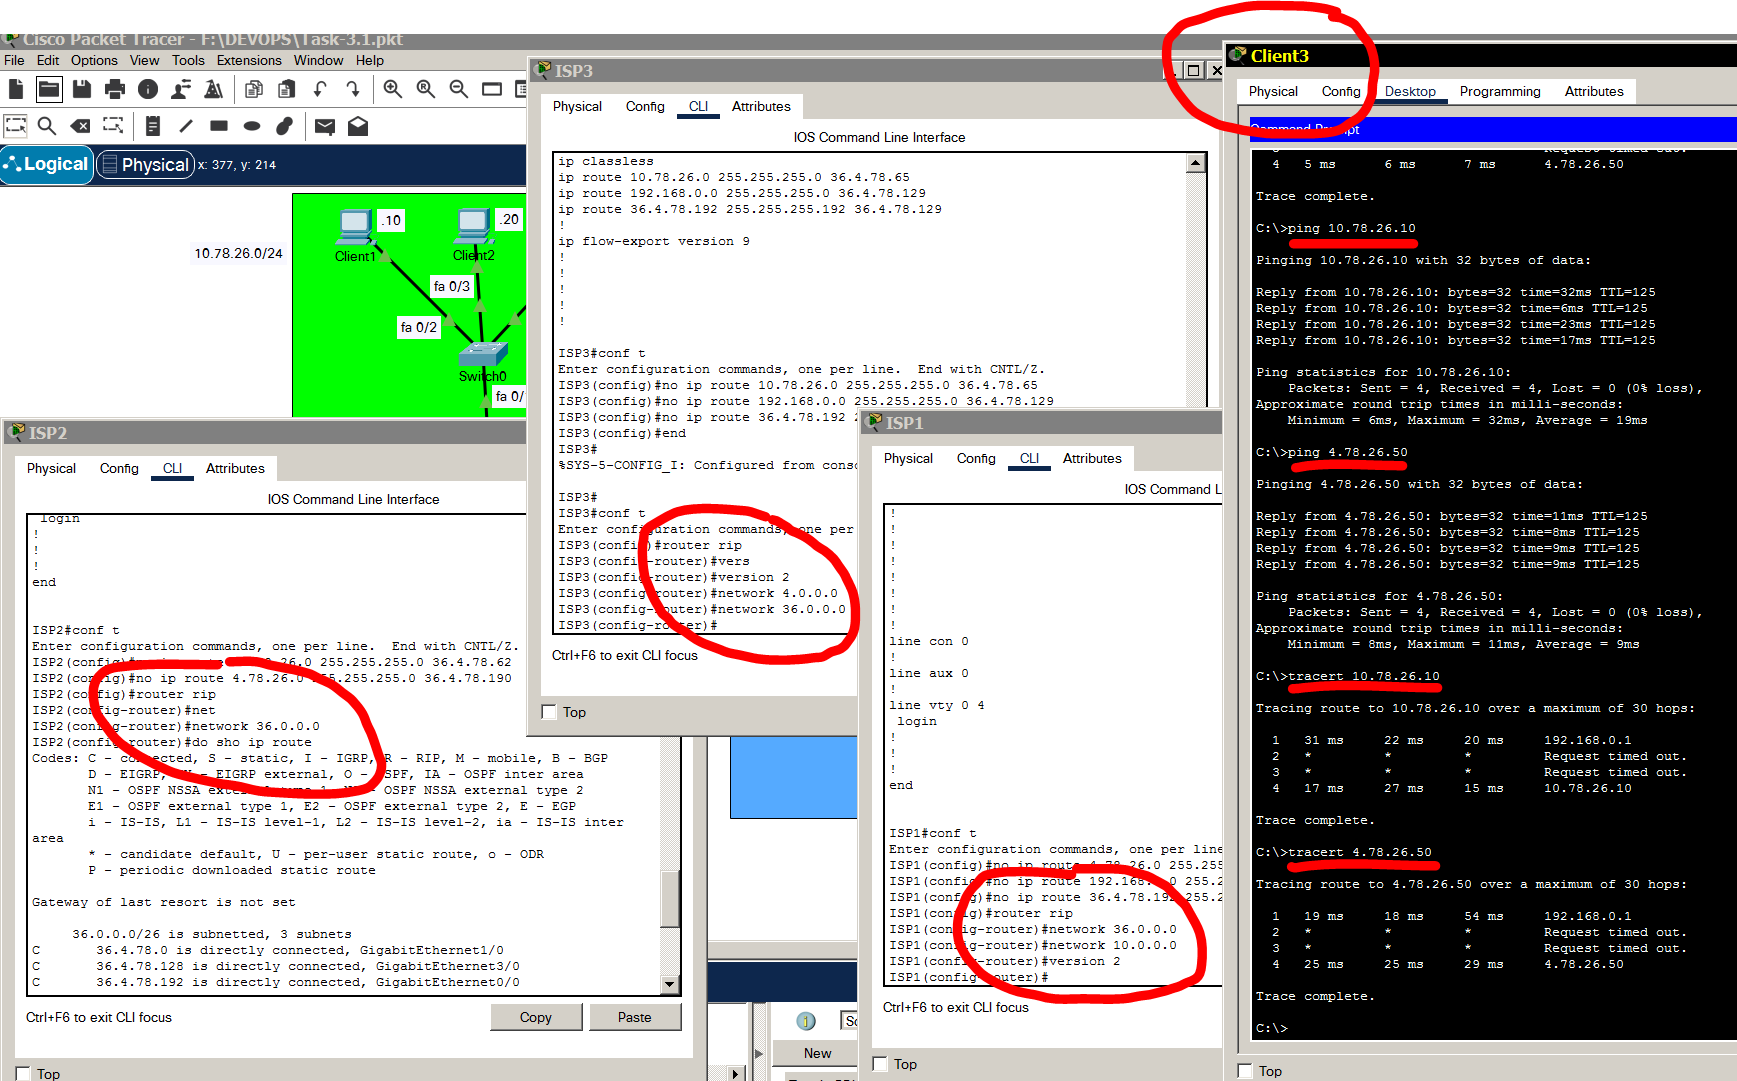 Cisco Packet Tracer - F:\DEVOPS\Task-3.1.pkt
File Edit Options View Tools Extensions Window Help
Logical Physical x: 377, y: 214
10.78.26.0/24
.10
.20
Client1
Client2
fa 0/3
fa 0/2
Switch0
fa 0/
ISP3
Physical Config CLI Attributes
IOS Command Line Interface
ip classless
ip route 10.78.26.0 255.255.255.0 36.4.78.65
ip route 192.168.0.0 255.255.255.0 36.4.78.129
ip route 36.4.78.192 255.255.255.192 36.4.78.129
!
ip flow-export version 9
!
!
!
!
!
ISP3#conf t
Enter configuration commands, one per line. End with CNTL/Z.
ISP3(config)#no ip route 10.78.26.0 255.255.255.0 36.4.78.65
ISP3(config)#no ip route 192.168.0.0 255.255.255.0 36.4.78.129
ISP3(config)#no ip route 36.4.78.192
ISP3(config)#end
ISP3#
%SYS-5-CONFIG_I: Configured from conso
ISP3#
ISP3#conf t
Enter configuration commands, one per
ISP3(config)#router rip
ISP3(config-router)#vers
ISP3(config-router)#version 2
ISP3(config-router)#network 4.0.0.0
ISP3(config-router)#network 36.0.0.0
ISP3(config-router)#
Ctrl+F6 to exit CLI focus
Top
ISP2
Physical Config CLI Attributes
IOS Command Line Interface
login
!
!
!
end
ISP2#conf t
Enter configuration commands, one per line. End with CNTL/Z.
ISP2(config)# 26.0 255.255.255.0 36.4.78.62
ISP2(config)#no ip route 4.78.26.0 255.255.255.0 36.4.78.190
ISP2(config)#router rip
ISP2(config-router)#net
ISP2(config-router)#network 36.0.0.0
ISP2(config-router)#do sho ip route
Codes: C - connected, S - static, I - IGRP, R - RIP, M - mobile, B - BGP
D - EIGRP, EX - EIGRP external, O - OSPF, IA - OSPF inter area
N1 - OSPF NSSA external type 1, N2 - OSPF NSSA external type 2
E1 - OSPF external type 1, E2 - OSPF external type 2, E - EGP
i - IS-IS, L1 - IS-IS level-1, L2 - IS-IS level-2, ia - IS-IS inter
area
* - candidate default, U - per-user static route, o - ODR
P - periodic downloaded static route
Gateway of last resort is not set
36.0.0.0/26 is subnetted, 3 subnets
C 36.4.78.0 is directly connected, GigabitEthernet1/0
C 36.4.78.128 is directly connected, GigabitEthernet3/0
C 36.4.78.192 is directly connected, GigabitEthernet0/0
Ctrl+F6 to exit CLI focus
Copy Paste
Top
New
ISP1
Physical Config CLI Attributes
IOS Command L
!
!
!
!
!
!
!
!
line con 0
!
line aux 0
!
line vty 0 4
login
!
!
!
end
ISP1#conf t
Enter configuration commands, one per line
ISP1(config)#no ip route 4.78.26.0 255.255
ISP1(config)#no ip route 192.168.0.0 255.2
ISP1(config)#no ip route 36.4.78.192 255.2
ISP1(config)#router rip
ISP1(config-router)#network 36.0.0.0
ISP1(config-router)#network 10.0.0.0
ISP1(config-router)#version 2
ISP1(config-router)#
Ctrl+F6 to exit CLI focus
Top
Client3
Physical Config Desktop Programming Attributes
Command Prompt
Request timed out.
4 5 ms 6 ms 7 ms 4.78.26.50
Trace complete.
C:\>ping 10.78.26.10
Pinging 10.78.26.10 with 32 bytes of data:
Reply from 10.78.26.10: bytes=32 time=32ms TTL=125
Reply from 10.78.26.10: bytes=32 time=6ms TTL=125
Reply from 10.78.26.10: bytes=32 time=23ms TTL=125
Reply from 10.78.26.10: bytes=32 time=17ms TTL=125
Ping statistics for 10.78.26.10:
Packets: Sent = 4, Received = 4, Lost = 0 (0% loss),
Approximate round trip times in milli-seconds:
Minimum = 6ms, Maximum = 32ms, Average = 19ms
C:\>ping 4.78.26.50
Pinging 4.78.26.50 with 32 bytes of data:
Reply from 4.78.26.50: bytes=32 time=11ms TTL=125
Reply from 4.78.26.50: bytes=32 time=8ms TTL=125
Reply from 4.78.26.50: bytes=32 time=9ms TTL=125
Reply from 4.78.26.50: bytes=32 time=9ms TTL=125
Ping statistics for 4.78.26.50:
Packets: Sent = 4, Received = 4, Lost = 0 (0% loss),
Approximate round trip times in milli-seconds:
Minimum = 8ms, Maximum = 11ms, Average = 9ms
C:\>tracert 10.78.26.10
Tracing route to 10.78.26.10 over a maximum of 30 hops:
1 31 ms 22 ms 20 ms 192.168.0.1
2 * * * Request timed out.
3 * * * Request timed out.
4 17 ms 27 ms 15 ms 10.78.26.10
Trace complete.
C:\>tracert 4.78.26.50
Tracing route to 4.78.26.50 over a maximum of 30 hops:
1 19 ms 18 ms 54 ms 192.168.0.1
2 * * * Request timed out.
3 * * * Request timed out.
4 25 ms 25 ms 29 ms 4.78.26.50
Trace complete.
C:\>
Top